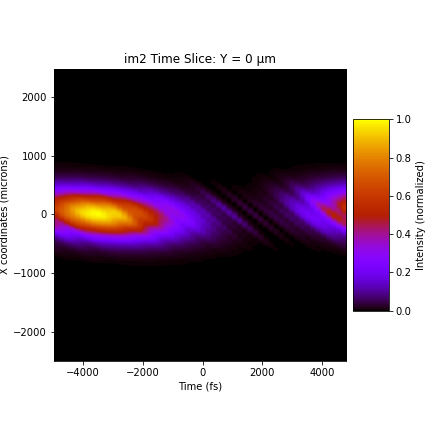 im2 Time Slice: Y = 0 μm
X coordinates (microns)
2000
1000
0
−1000
−2000
−4000 −2000 0 2000 4000
Time (fs)
1.0
0.8
0.6
0.4
0.2
0.0
Intensity (normalized)